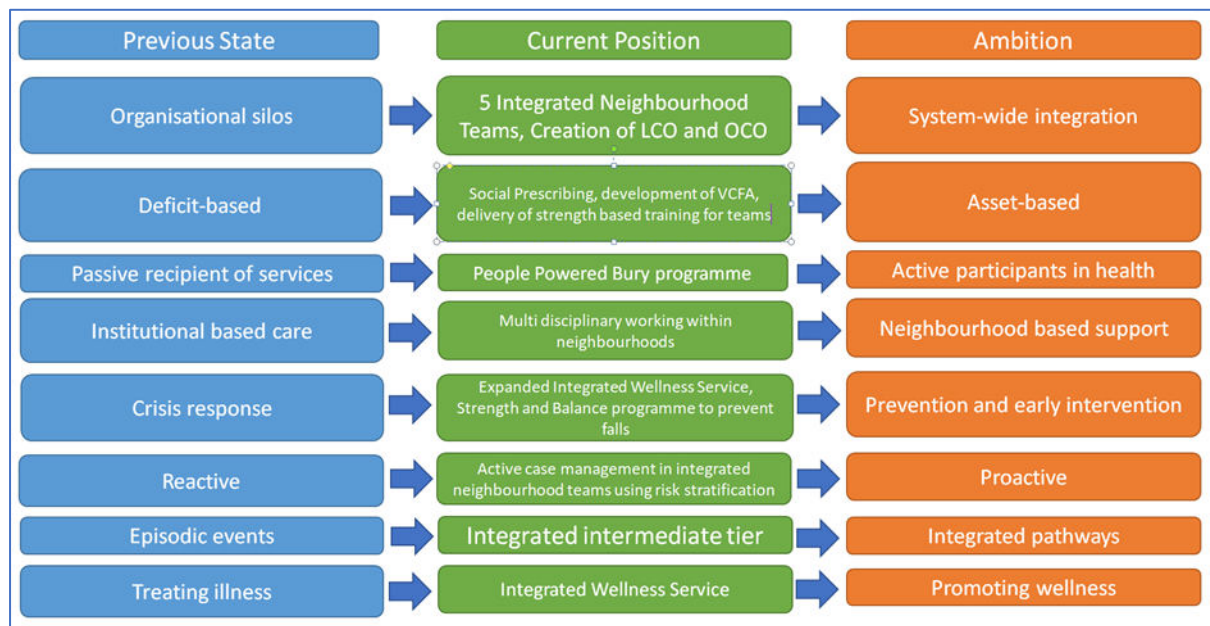 Previous State
Current Position
Ambition
Organisational silos
5 Integrated Neighbourhood
Teams, Creation of LCO and OCO
System-wide integration
Deficit-based
Social Prescribing, development of VCFA,
delivery of strength based training for teams
Asset-based
Passive recipient of services
People Powered Bury programme
Active participants in health
Institutional based care
Multi disciplinary working within
neighbourhoods
Neighbourhood based support
Crisis response
Expanded Integrated Wellness Service,
Strength and Balance programme to prevent
falls
Prevention and early intervention
Reactive
Active case management in integrated
neighbourhood teams using risk stratification
Proactive
Episodic events
Integrated intermediate tier
Integrated pathways
Treating illness
Integrated Wellness Service
Promoting wellness